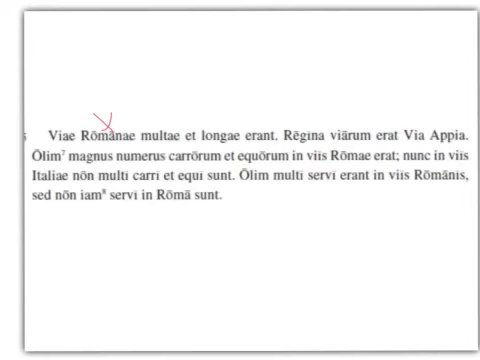 Viae Rōmānae multae et longae erant. Rēgīna viārum erat Via Appia.
Ōlim⁷ magnus numerus carrōrum et equōrum in viīs Rōmae erat; nunc in viīs
Italiae nōn multī carrī et equī sunt. Ōlim multī servī erant in viīs Rōmānīs,
sed nōn iam⁸ servī in Rōmā sunt.